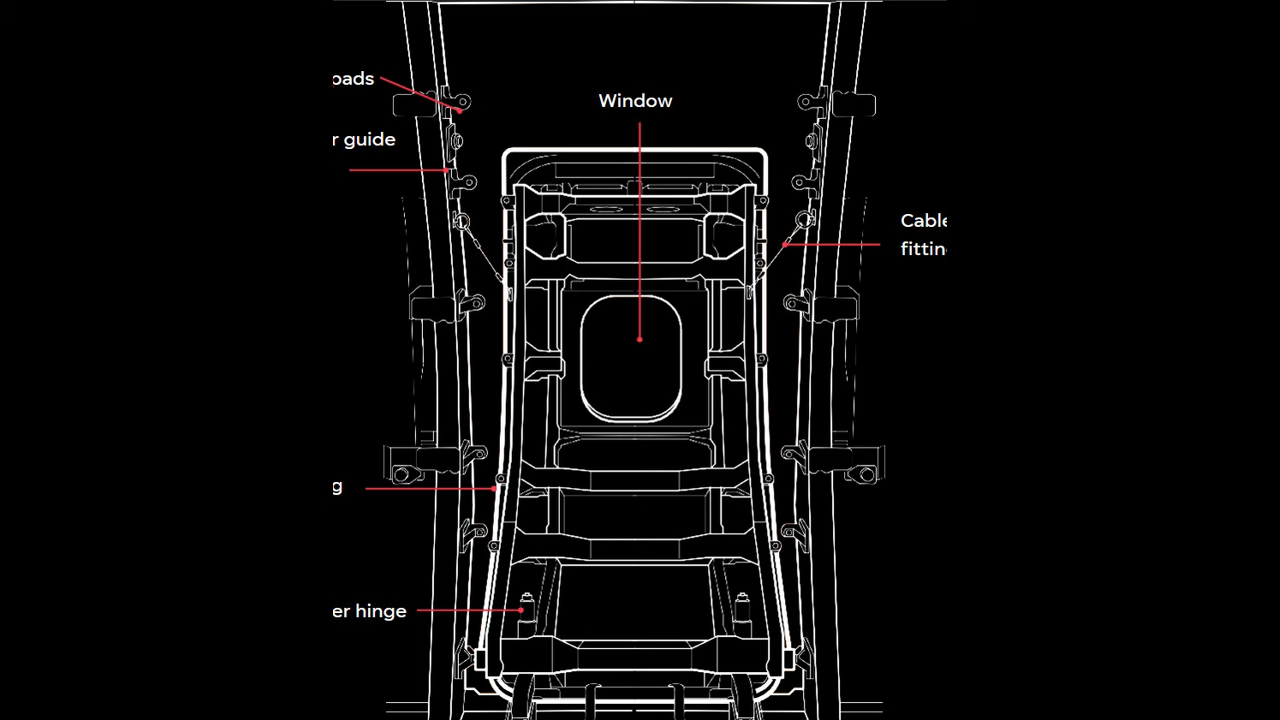 oads
Window
r guide
Cable
fittin
g
er hinge